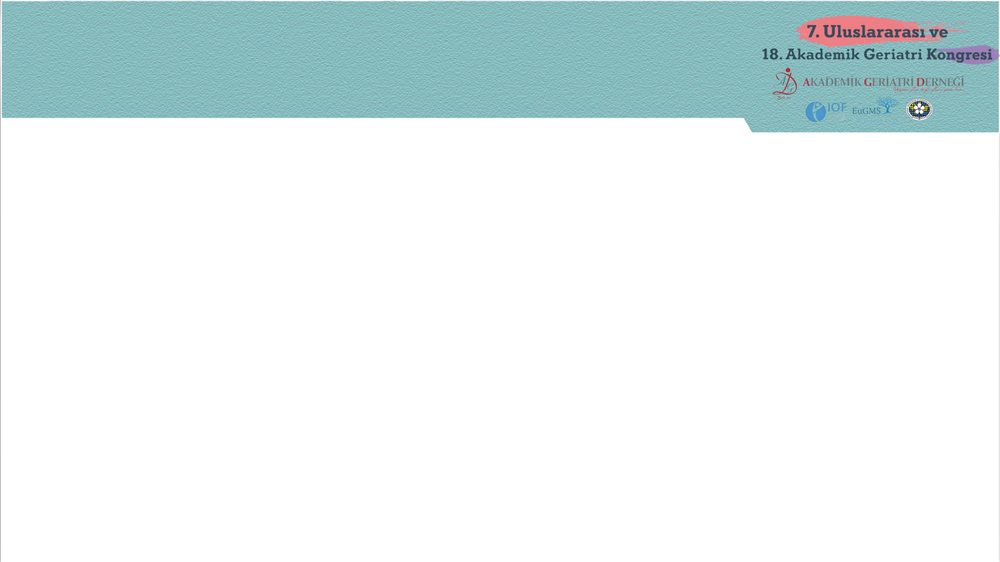 7. Uluslararası ve
18. Akademik Geriatri Kongresi
AKADEMİK GERİATRİ DERNEĞİ
IOF EuGMS